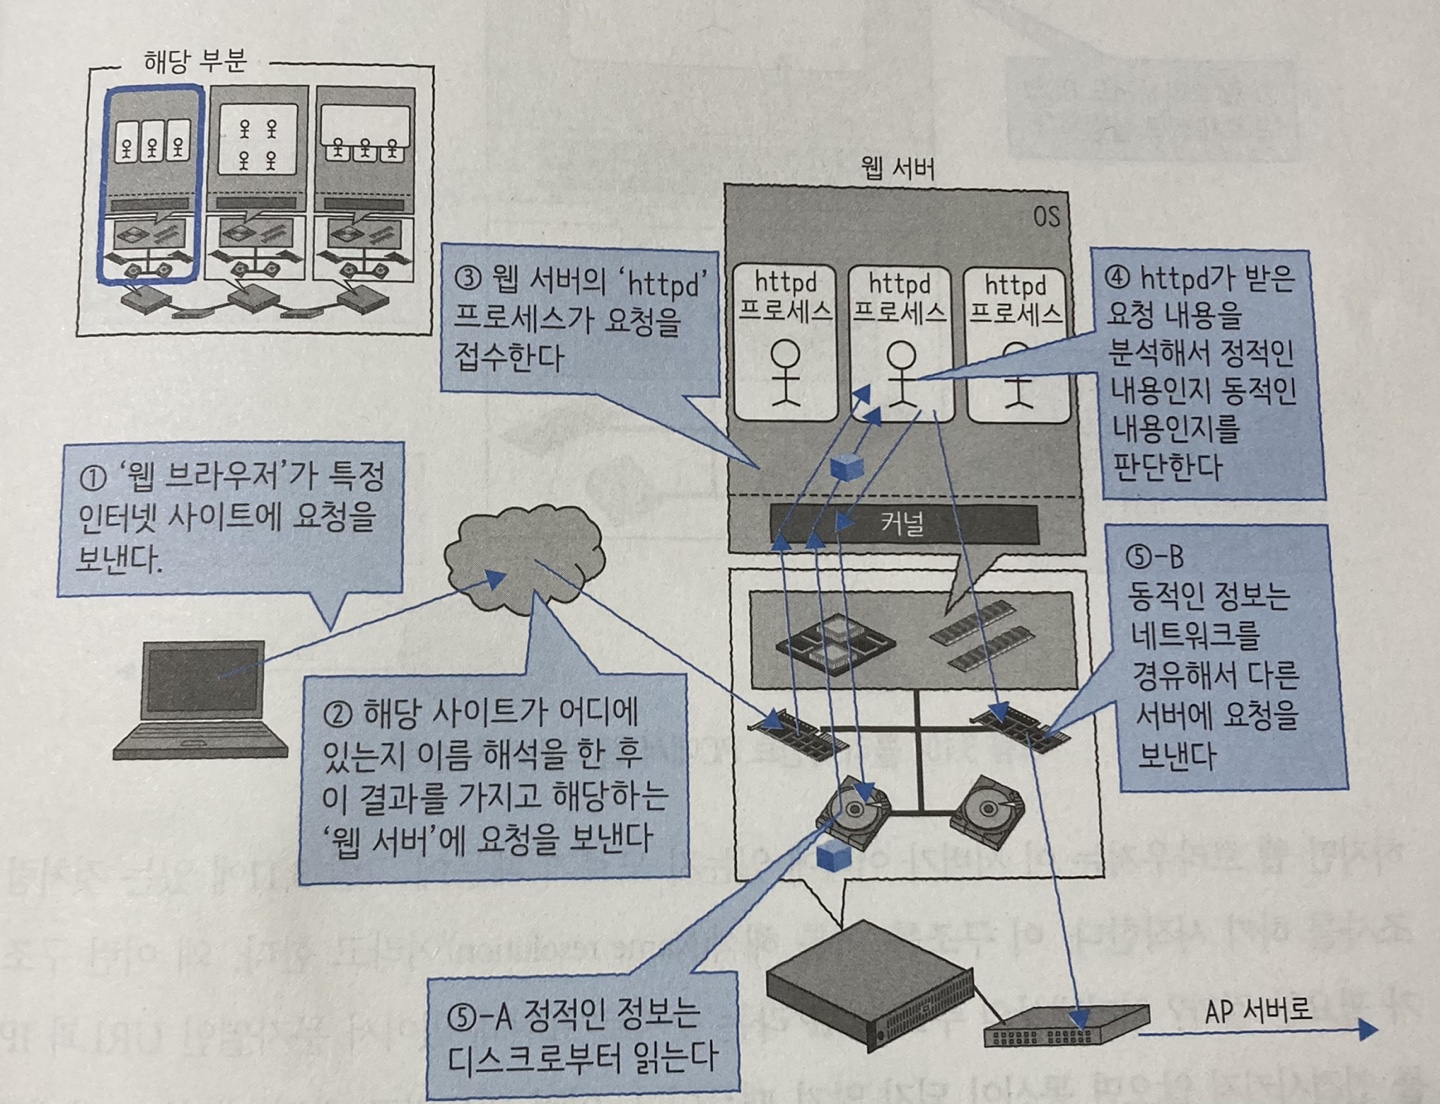 해당 부분
웹 서버
OS
httpd
프로세스
httpd
프로세스
httpd
프로세스
커널
① ‘웹 브라우저’가 특정
인터넷 사이트에 요청을
보낸다.
② 해당 사이트가 어디에
있는지 이름 해석을 한 후
이 결과를 가지고 해당하는
‘웹 서버’에 요청을 보낸다
③ 웹 서버의 ‘httpd’
프로세스가 요청을
접수한다
④ httpd가 받은
요청 내용을
분석해서 정적인
내용인지 동적인
내용인지를
판단한다
⑤-A 정적인 정보는
디스크로부터 읽는다
⑤-B
동적인 정보는
네트워크를
경유해서 다른
서버에 요청을
보낸다
AP 서버로